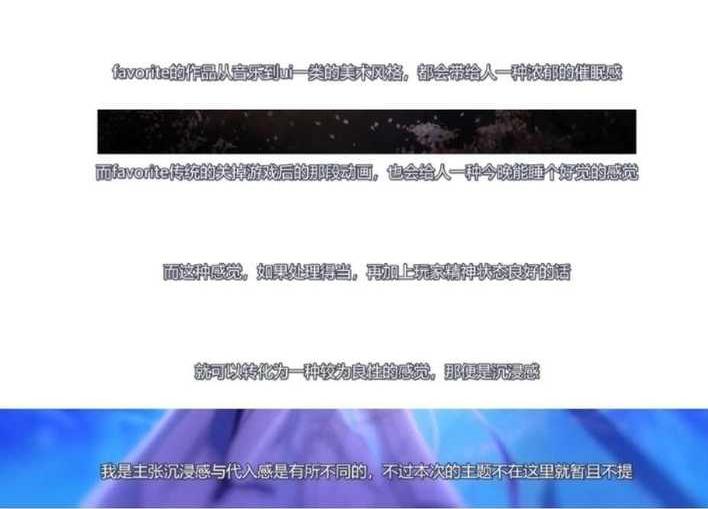 favorite的作品从音乐到ui一类的美术风格，都会带给人一种浓郁的催眠感
而favorite传统的关掉游戏后的那段动画，也会给人一种今晚能睡个好觉的感觉
而这种感觉，如果处理得当，再加上玩家精神状态良好的话
就可以转化为一种较为良性的感觉，那便是沉浸感
我是主张沉浸感与代入感是有所不同的，不过本次的主题不在这里就暂且不提